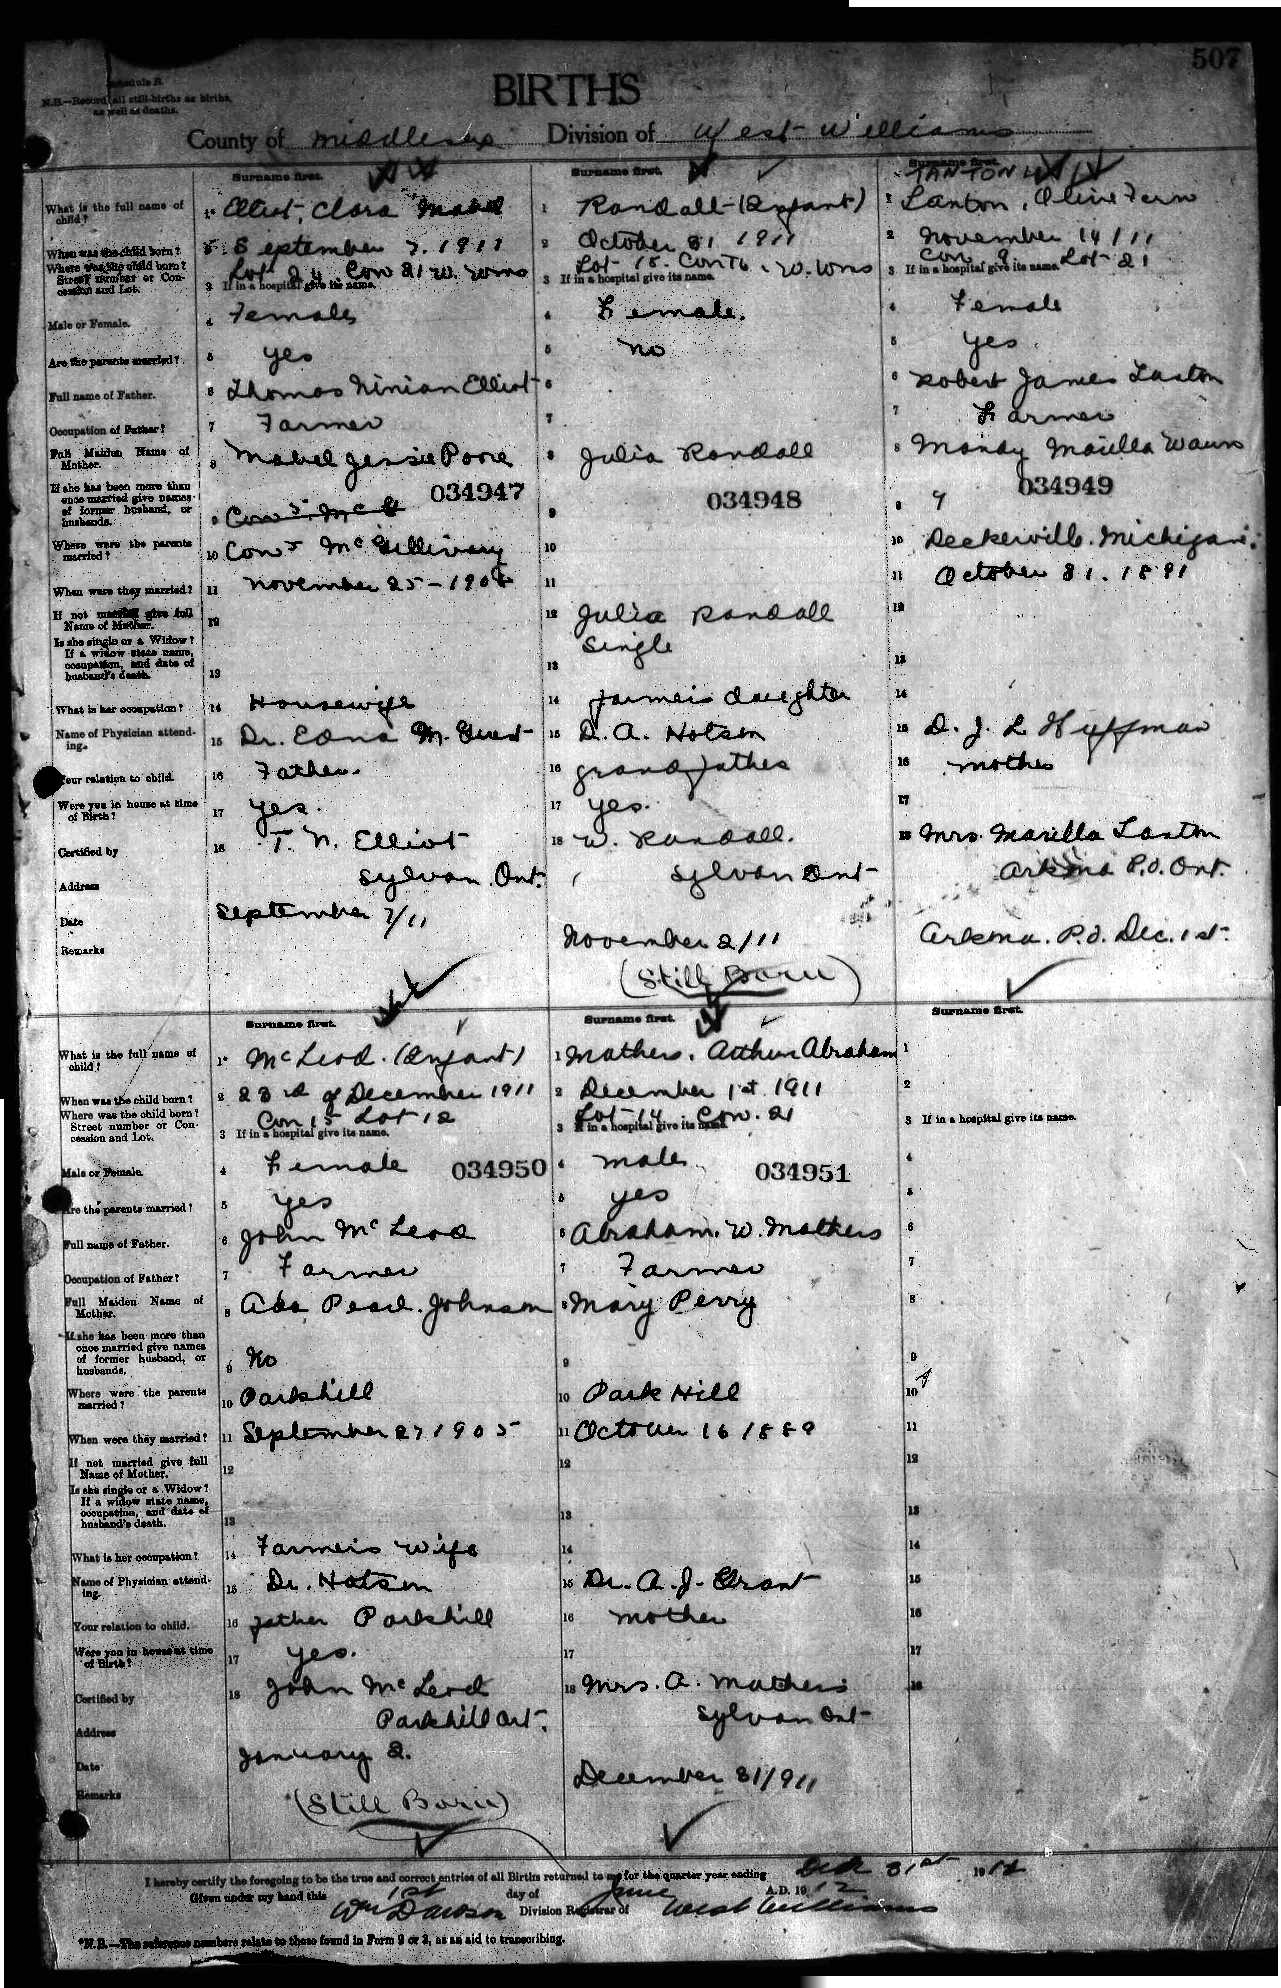 507
Schedule B.
N.B.—Record all still-births as births,
as well as deaths.
BIRTHS
County of Middlesex Division of West Williams
Surname first.
What is the full name of child?
1 Elliot, Clara Mabel
When was the child born?
September 7. 1911
Where was the child born? Street number or Concession and Lot.
Lot 24 Con 21 W. Wms
3 If in a hospital give its name.
Male or Female.
4 Female
Are the parents married?
5 yes
Full name of Father.
6 Thomas Ninian Elliot
Occupation of Father?
7 Farmer
Full Maiden Name of Mother.
8 Mabel Jessie Poore
034947
If she has been more than once married give names of former husband, or husbands.
9
Where were the parents married?
10 Con 5 McGillivary
When were they married?
11 November 25-190
If not married give full Name of Mother.
12
Is she single or a Widow? If a widow state name, occupation, and date of husband's death.
13
What is her occupation?
14 Housewife
Name of Physician attending.
15 Dr. Edna M. Guest
Your relation to child.
16 Father.
Were you in house at time of Birth?
17 yes.
Certified by
18 T. N. Elliot
Address
Sylvan Ont.
Date
September 7/11
Remarks
Surname first.
1 Randall (Infant)
2 October 31 1911
Lot 18. Con 16. W. Wms
3 If in a hospital give its name.
4 Female.
5 no
6
7
8 Julia Randall
034948
9
10
11
12 Julia Randall
Single
13
14 farmers daughter
15 D. A. Hotson
16 grandfather
17 yes.
18 W. Randall.
Sylvan Ont
November 2/11
(Still Born)
Surname first.
TANTON
1 Tanton, Olive Fern
2 November 14/11
Con 9 Lot 21
3 If in a hospital give its name.
4 Female
5 yes.
6 Robert James Tanton
7 Farmer
8 Mandy Marilla
034949
9
10 Deckerville. Michigan.
11 October 31. 1891
12
13
14
15 D. J. L Huffman
16 mother
17
18 Mrs. Marilla Tanton
Arkona P.O. Ont.
Arkona. P.O. Dec. 1st.
Surname first.
What is the full name of child?
1 McLeod. (Infant)
When was the child born?
2 23rd of December 1911
Where was the child born? Street number or Concession and Lot.
Con 15 Lot 12
3 If in a hospital give its name.
Male or Female.
4 Female
034950
Are the parents married?
5 yes
Full name of Father.
6 John McLeod
Occupation of Father?
7 Farmer
Full Maiden Name of Mother.
8 Ada Pearl. Johnson
If she has been more than once married give names of former husband, or husbands.
9 No
Where were the parents married?
10 Parkhill
When were they married?
11 September 27 1905
If not married give full Name of Mother.
12
Is she single or a Widow? If a widow state name, occupation, and date of husband's death.
13
What is her occupation?
14 Farmers wife
Name of Physician attending.
15 Dr. Hotson
Your relation to child.
16 father Parkhill
Were you in house at time of Birth?
17 yes.
Certified by
18 John McLeod
Address
Parkhill Ont.
Date
January 2.
Remarks
(Still Born)
Surname first.
1 Mathers. Arthur Abraham
2 December 1st 1911
Lot 14 Con. 21
3 If in a hospital give its name.
4 male
034951
5 yes
6 Abraham. W. Mathers
7 Farmer
8 Mary Perry
9
10 Park Hill
11 October 16 1889
12
13
14
15 Dr. A. J. Grant
16 mother
17
18 Mrs. A. Mathers
Sylvan Ont
December 31/911
Surname first.
1
2
3 If in a hospital give its name.
4
5
6
7
8
9
10
11
12
13
14
15
16
17
18
I hereby certify the foregoing to be the true and correct entries of all Births returned to me for the quarter year ending Dec 31st 19
Given under my hand this 1st day of June A.D. 1912
Wm Dawson Division Registrar of West Williams
*N.B.—The reference numbers relate to those found in Form 2 or 3, as an aid to transcribing.